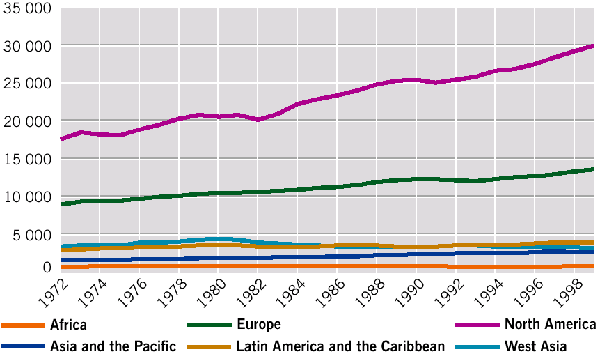 35 000
30 000
25 000
20 000
15 000
10 000
5 000
0
1972 1974 1976 1978 1980 1982 1984 1986 1988 1990 1992 1994 1996 1998
Africa Europe North America
Asia and the Pacific Latin America and the Caribbean West Asia